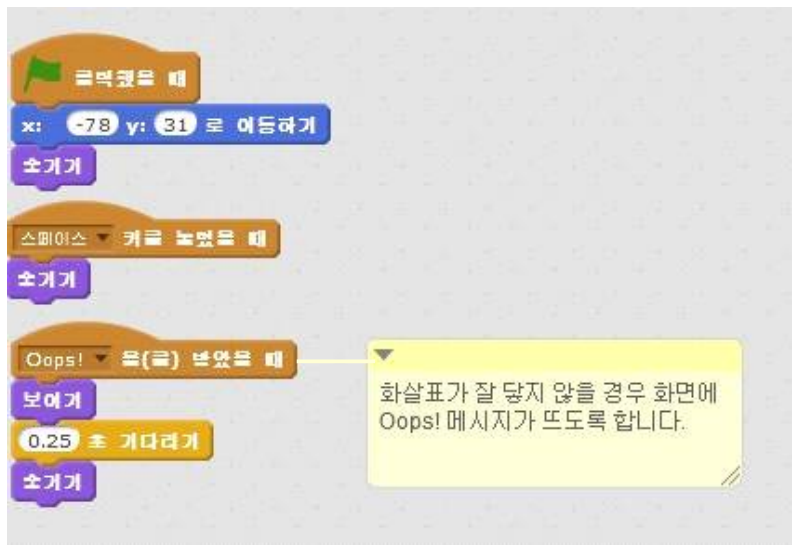 클릭했을 때
x: -78 y: 31 로 이동하기
숨기기
스페이스 키를 눌렀을 때
숨기기
Oops! 을(를) 받았을 때
보이기
0.25 초 기다리기
숨기기
화살표가 잘 닿지 않을 경우 화면에
Oops! 메시지가 뜨도록 합니다.